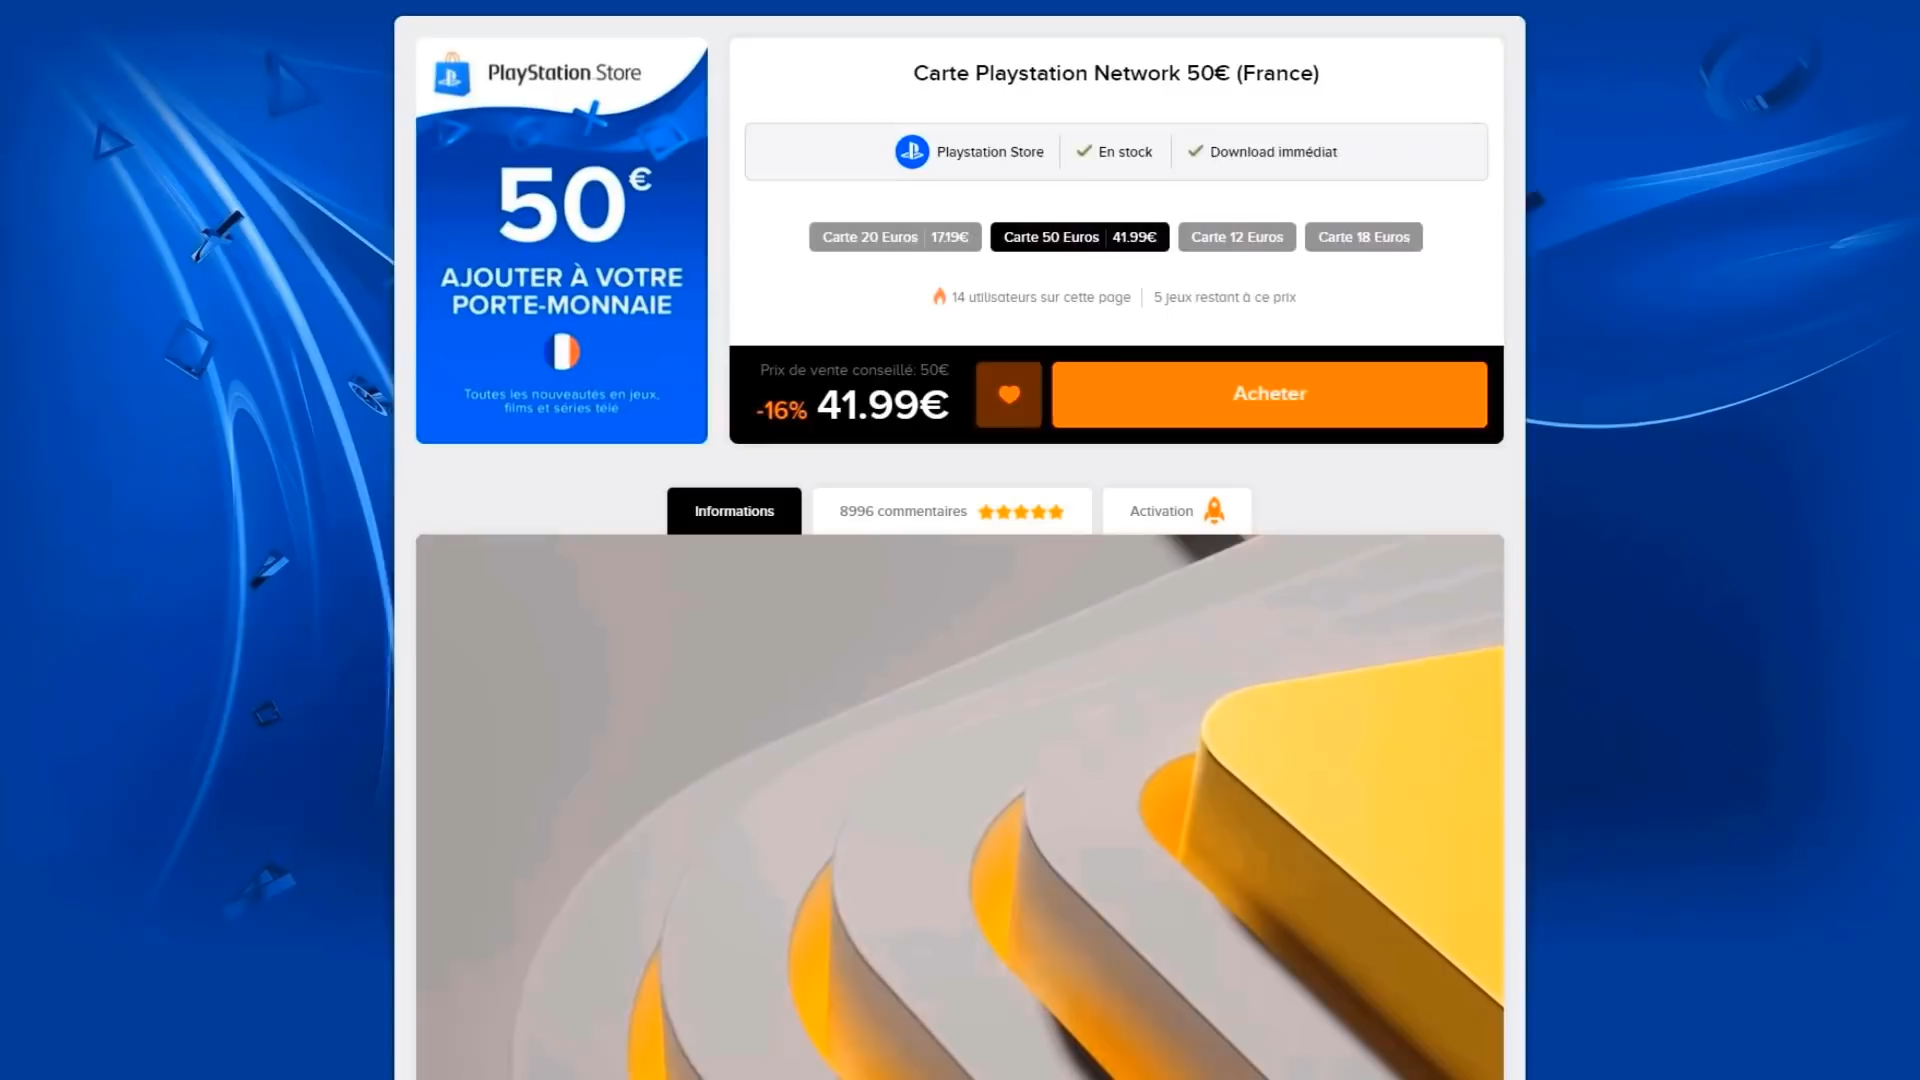 PlayStation Store
50€
AJOUTER À VOTRE
PORTE-MONNAIE
Toutes les nouveautés en jeux,
films et séries télé
Carte Playstation Network 50€ (France)
Playstation Store
En stock
Download immédiat
Carte 20 Euros 17.19€
Carte 50 Euros 41.99€
Carte 12 Euros
Carte 18 Euros
14 utilisateurs sur cette page
5 jeux restant à ce prix
Prix de vente conseillé: 50€
-16% 41.99€
Acheter
Informations
8996 commentaires
Activation